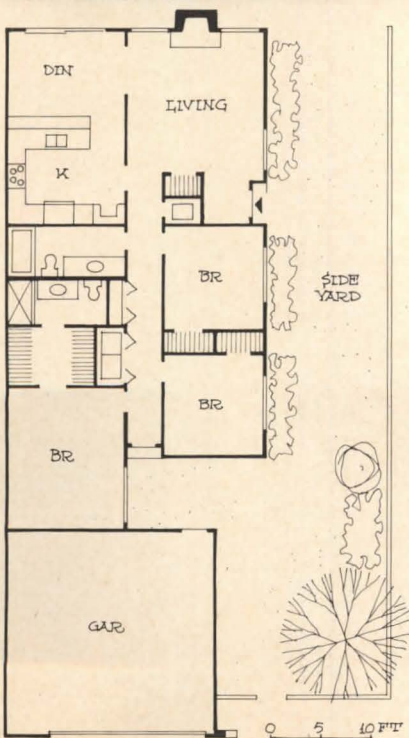 DIN
LIVING
K
BR
SIDE
YARD
BR
BR
GAR
0 5 10 FT